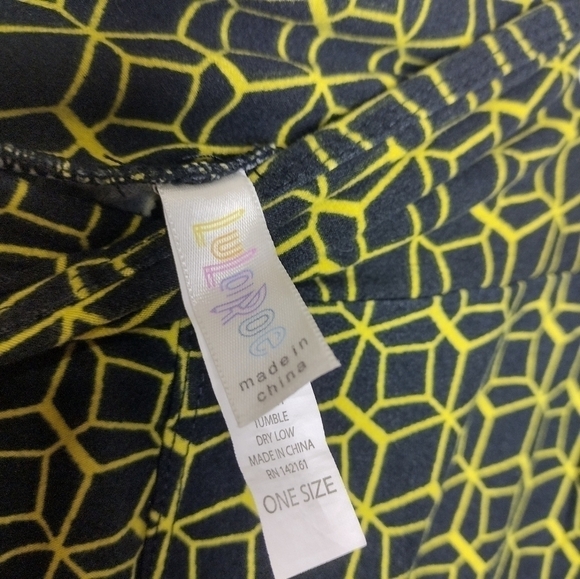 LuLaRoe
made in
china
TUMBLE
DRY LOW
MADE IN CHINA
RN 142161
ONE SIZE